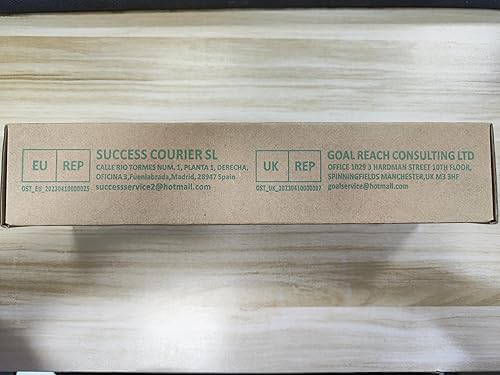 EU REP
SUCCESS COURIER SL
CALLE RIO TORMES NUM. 1, PLANTA 1, DERECHA,
OFICINA 3,Fuenlabrada,Madrid, 28947 Spain
successservice2@hotmail.com
OST_EU_20230410000025
UK REP
GOAL REACH CONSULTING LTD
OFFICE 1029 3 HARDMAN STREET 10TH FLOOR,
SPINNINGFIELDS MANCHESTER,UK M3 3HF
goalservice@hotmail.com
OST_UK_20230410000017